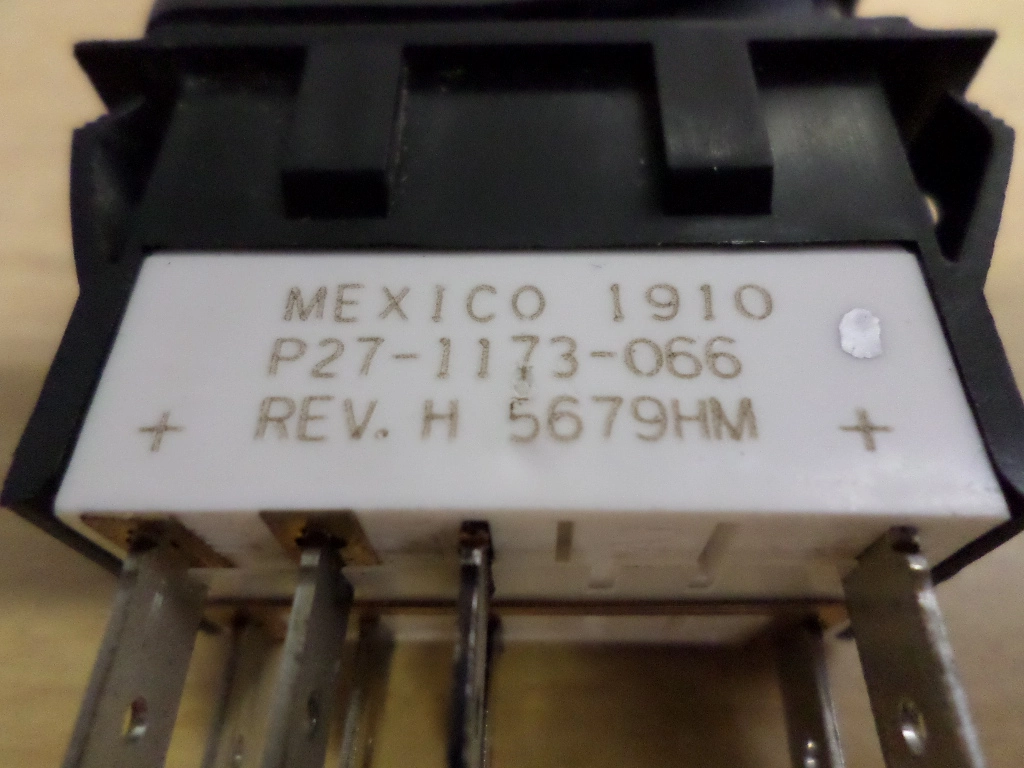 MEXICO 1910
P27-1173-066
REV. H 5679HM
+ +